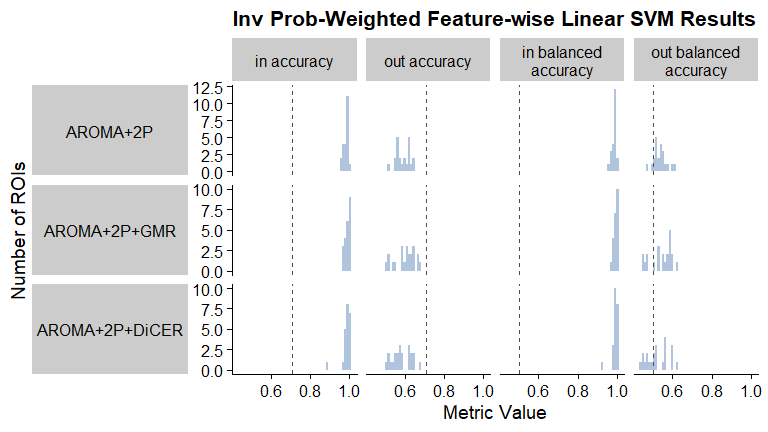 Inv Prob-Weighted Feature-wise Linear SVM Results
in accuracy
out accuracy
in balanced
accuracy
out balanced
accuracy
Number of ROIs
AROMA+2P
12.5
10.0
7.5
5.0
2.5
0.0
AROMA+2P+GMR
10.0
7.5
5.0
2.5
0.0
AROMA+2P+DiCER
10.0
7.5
5.0
2.5
0.0
0.6 0.8 1.0 0.6 0.8 1.0 0.6 0.8 1.0 0.6 0.8 1.0
Metric Value